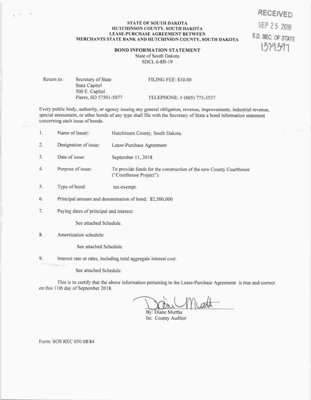 RECEIVED
SEP 25 2018
S.D. SEC. OF STATE
STATE OF SOUTH DAKOTA
HUTCHINSON COUNTY, SOUTH DAKOTA
LEASE-PURCHASE AGREEMENT BETWEEN
MERCHANTS STATE BANK AND HUTCHINSON COUNTY, SOUTH DAKOTA
BOND INFORMATION STATEMENT
State of South Dakota
SDCL 6-8B-19
Return to: Secretary of State FILING FEE: $10.00
State Capitol
500 E. Capitol
Pierre, SD 57501-5077 TELEPHONE: # (605) 773-3537
Every public body, authority, or agency issuing any general obligation, revenue, improvements, industrial revenue,
special assessment, or other bonds of any type shall file with the Secretary of State a bond information statement
concerning each issue of bonds.
1. Name of issuer: Hutchinson County, South Dakota.
2. Designation of issue: Lease-Purchase Agreement
3. Date of issue: September 11, 2018
4. Purpose of issue: To provide funds for the construction of the new County Courthouse
("Courthouse Project").
5. Type of bond: tax-exempt.
6. Principal amount and denomination of bond: $2,500,000
7. Paying dates of principal and interest:
See attached Schedule.
8. Amortization schedule:
See attached Schedule.
9. Interest rate or rates, including total aggregate interest cost:
See attached Schedule.
This is to certify that the above information pertaining to the Lease-Purchase Agreement is true and correct
on this 11th day of September 2018.
By: Diane Murtha
Its: County Auditor
Form: SOS REC 050 08/84